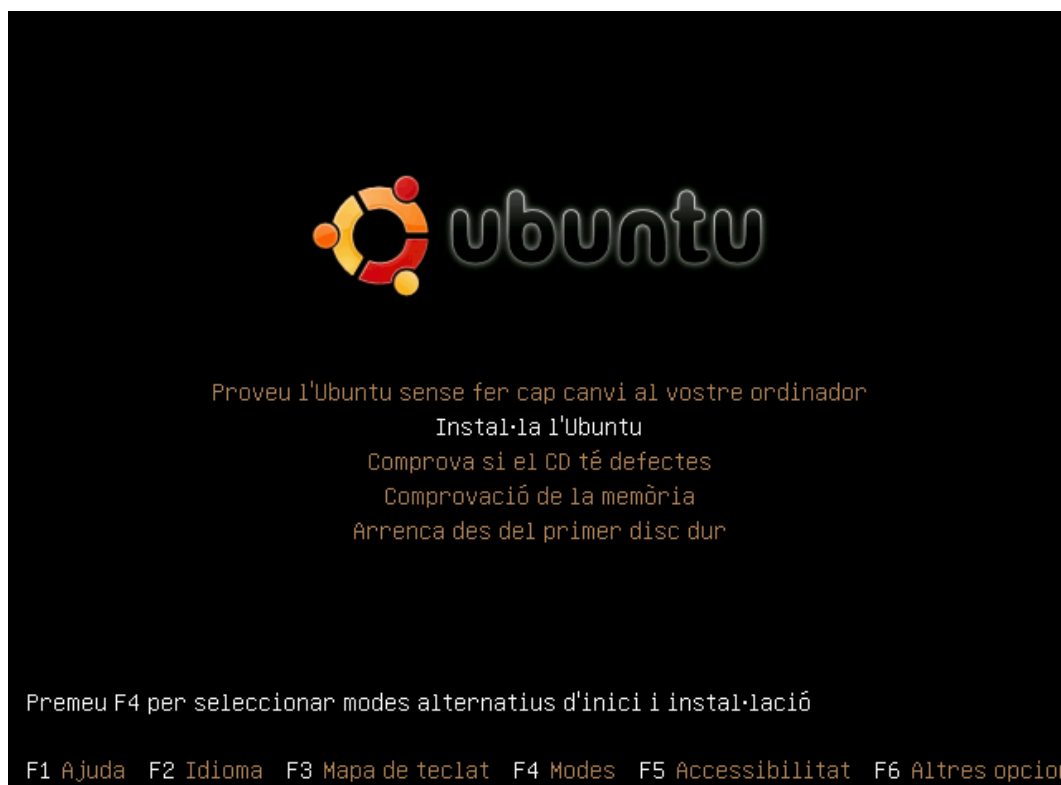 ubuntu
Proveu l'Ubuntu sense fer cap canvi al vostre ordinador
Instal·la l'Ubuntu
Comprova si el CD té defectes
Comprovació de la memòria
Arrenca des del primer disc dur
Premeu F4 per seleccionar modes alternatius d'inici i instal·lació
F1 Ajuda F2 Idioma F3 Mapa de teclat F4 Modes F5 Accessibilitat F6 Altres opcion